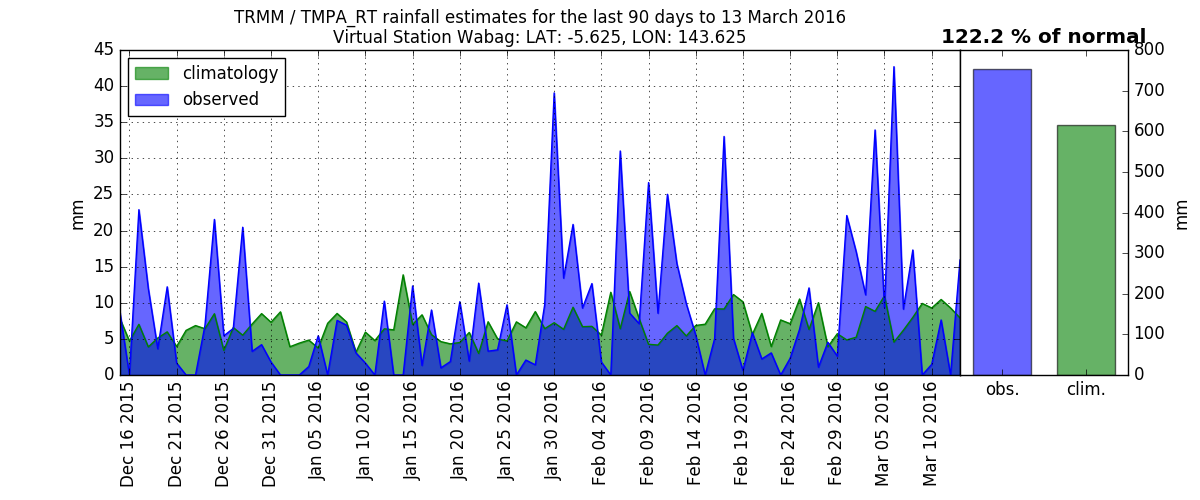 TRMM / TMPA_RT rainfall estimates for the last 90 days to 13 March 2016
Virtual Station Wabag: LAT: -5.625, LON: 143.625
122.2 % of normal
climatology
observed
mm
45
40
35
30
25
20
15
10
5
0
Dec 16 2015
Dec 21 2015
Dec 26 2015
Dec 31 2015
Jan 05 2016
Jan 10 2016
Jan 15 2016
Jan 20 2016
Jan 25 2016
Jan 30 2016
Feb 04 2016
Feb 09 2016
Feb 14 2016
Feb 19 2016
Feb 24 2016
Feb 29 2016
Mar 05 2016
Mar 10 2016
obs.
clim.
800
700
600
500
400
300
200
100
0
mm